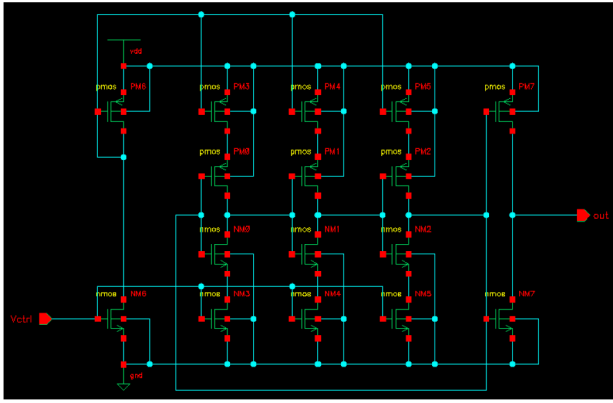 vdd
pmos PM6 pmos PM3 pmos PM4 pmos PM5 pmos PM7
pmos PM0 pmos PM1 pmos PM2
out
nmos NM0 nmos NM1 nmos NM2
nmos NM6 nmos NM3 nmos NM4 nmos NM5 nmos NM7
Vctrl
gnd